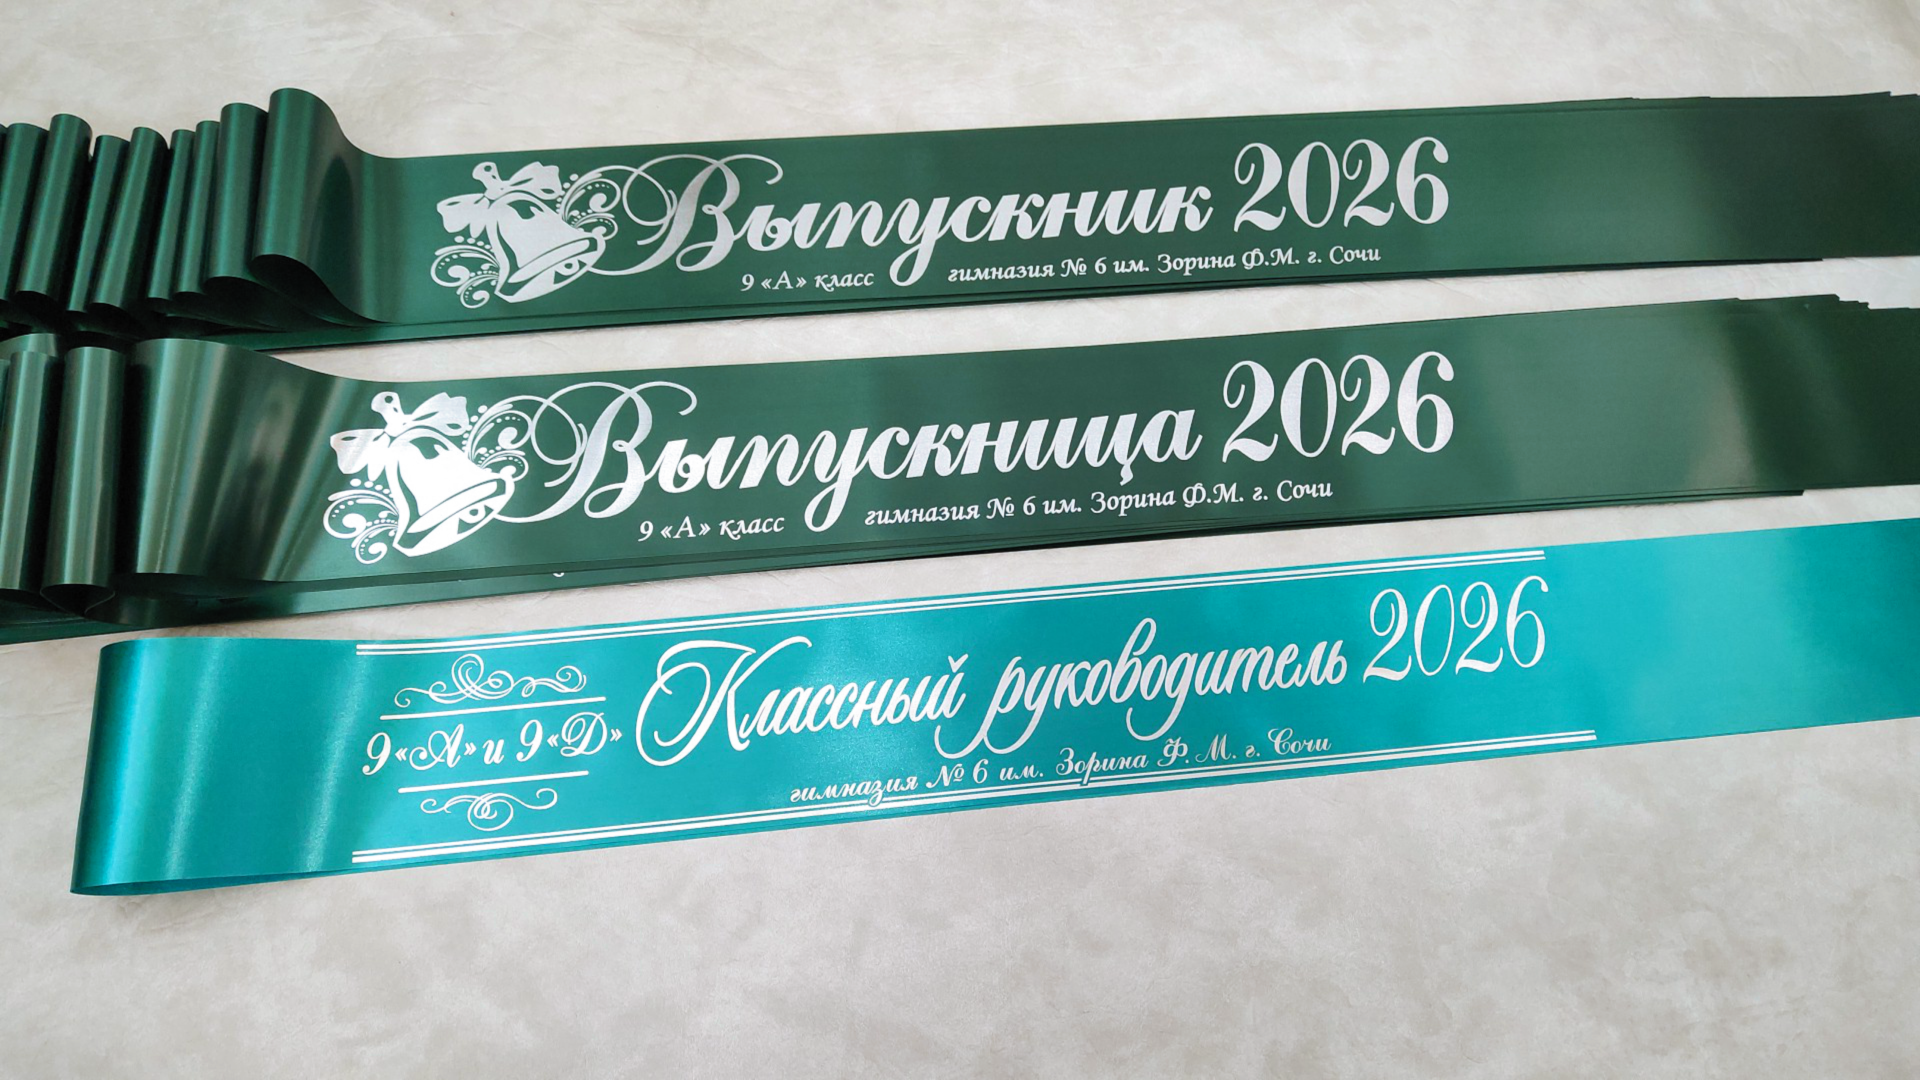 Выпускник 2026
9 «А» класс гимназия № 6 им. Зорина Ф.М. г. Сочи
Выпускница 2026
9 «А» класс гимназия № 6 им. Зорина Ф.М. г. Сочи
9 «А» и 9 «Д» Классный руководитель 2026
гимназия № 6 им. Зорина Ф. М. г. Сочи